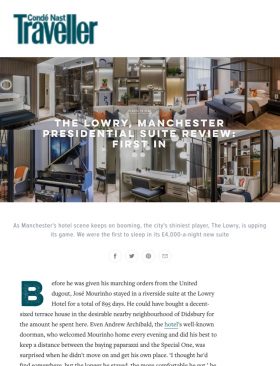 Condé Nast
Traveller
THE LOWRY, MANCHESTER
PRESIDENTIAL SUITE REVIEW:
FIRST IN
As Manchester's hotel scene keeps on booming, the city's shiniest player, The Lowry, is upping
its game. We were the first to sleep in its £4,000-a-night new suite
Before he was given his marching orders from the United
dugout, José Mourinho stayed in a riverside suite at the Lowry
Hotel for a total of 895 days. He could have bought a decent-
sized terrace house in the desirable nearby neighbourhood of Didsbury for
the amount he spent here. Even Andrew Archibald, the hotel's well-known
doorman, who welcomed Mourinho home every evening and did his best to
keep a distance between the baying paparazzi and the Special One, was
surprised when he didn't move on and get his own place. 'I thought he'd
find somewhere, but the longer he stayed, the more comfortable he got,' he